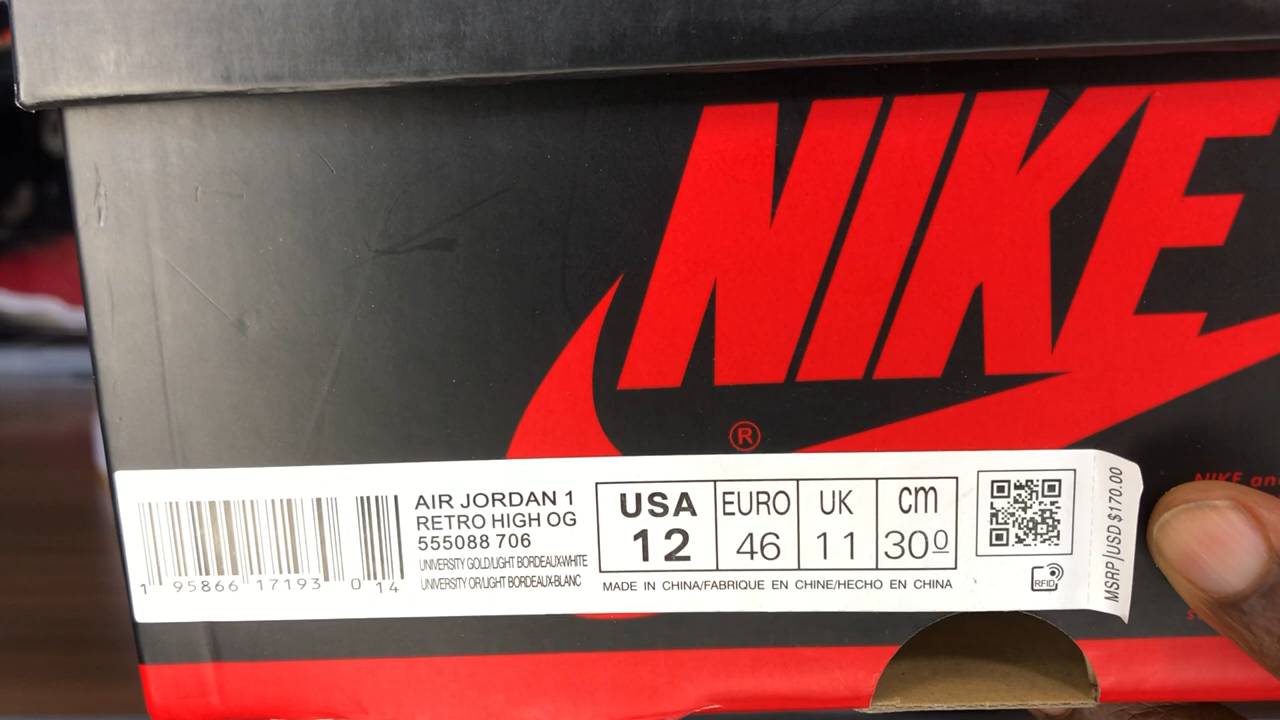 NIKE
®
AIR JORDAN 1
RETRO HIGH OG
555088 706
UNIVERSITY GOLD/LIGHT BORDEAUX-WHITE
UNIVERSITY OR/LIGHT BORDEAUX-BLANC
1 95866 17193 0 14
USA EURO UK cm
12 46 11 30⁰
MADE IN CHINA/FABRIQUE EN CHINE/HECHO EN CHINA
RFID
MSRP|USD $170.00
NIKE